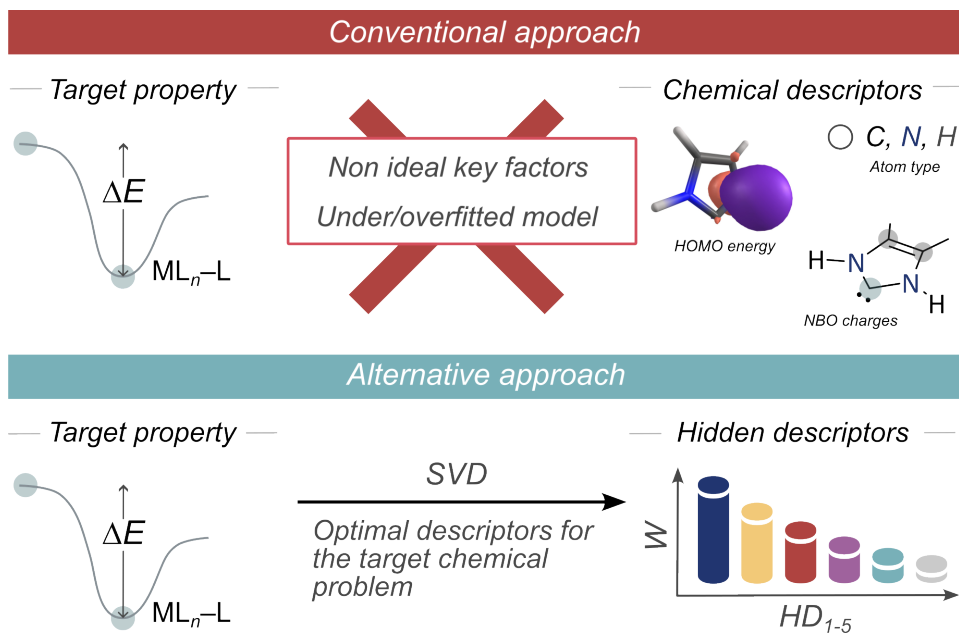 Conventional approach
Target property
Chemical descriptors
ΔE
MLn–L
Non ideal key factors
Under/overfitted model
HOMO energy
C, N, H
Atom type
H
N
N
H
NBO charges
Alternative approach
Target property
Hidden descriptors
ΔE
MLn–L
SVD
Optimal descriptors for
the target chemical
problem
W
HD1-5